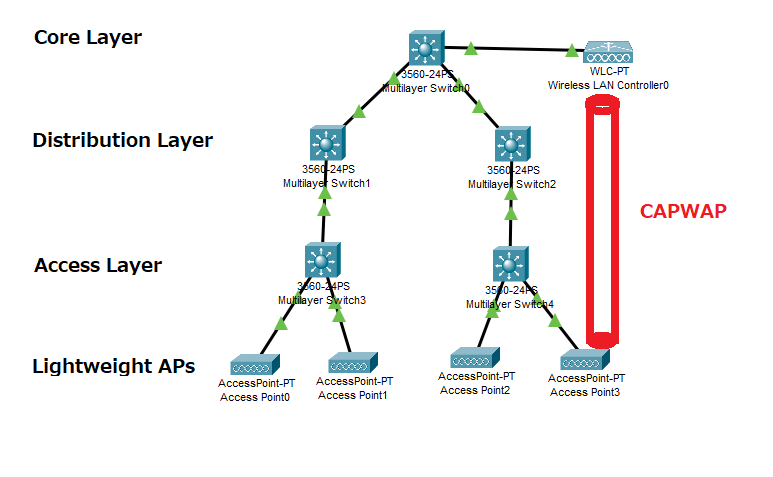 Core Layer
3560-24PS
Multilayer Switch0
WLC-PT
Wireless LAN Controller0
Distribution Layer
3560-24PS
Multilayer Switch1
3560-24PS
Multilayer Switch2
CAPWAP
Access Layer
3560-24PS
Multilayer Switch3
3560-24PS
Multilayer Switch4
Lightweight APs
AccessPoint-PT
Access Point0
AccessPoint-PT
Access Point1
AccessPoint-PT
Access Point2
AccessPoint-PT
Access Point3